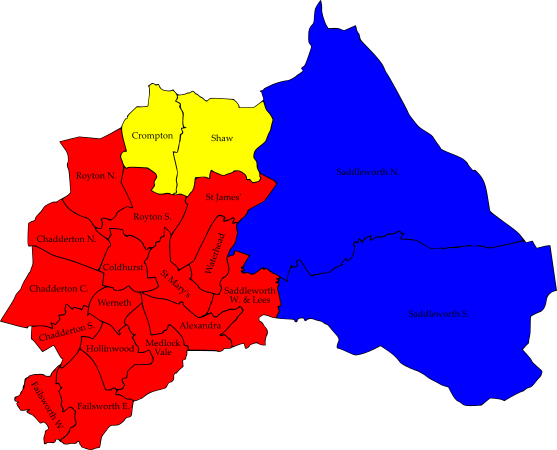 Crompton
Shaw
Saddleworth N.
Royton N.
St James'
Royton S.
Chadderton N.
Waterhead
Coldhurst
St Mary's
Chadderton C.
Saddleworth
W. & Lees
Werneth
Saddleworth S.
Chadderton S.
Alexandra
Hollinwood
Medlock
Vale
Failsworth W.
Failsworth E.